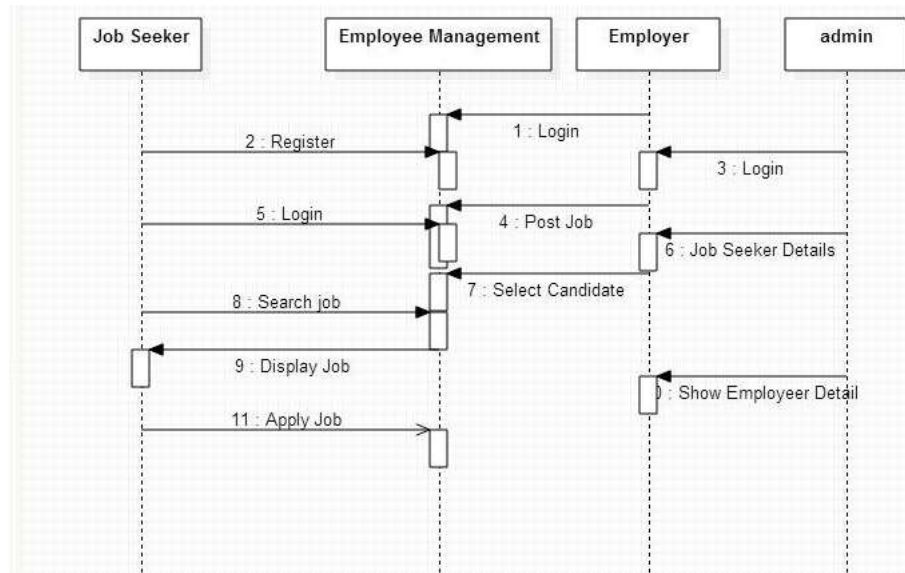 Job Seeker
Employee Management
Employer
admin
1 : Login
2 : Register
3 : Login
5 : Login
4 : Post Job
6 : Job Seeker Details
7 : Select Candidate
8 : Search job
9 : Display Job
0 : Show Employeer Detail
11 : Apply Job